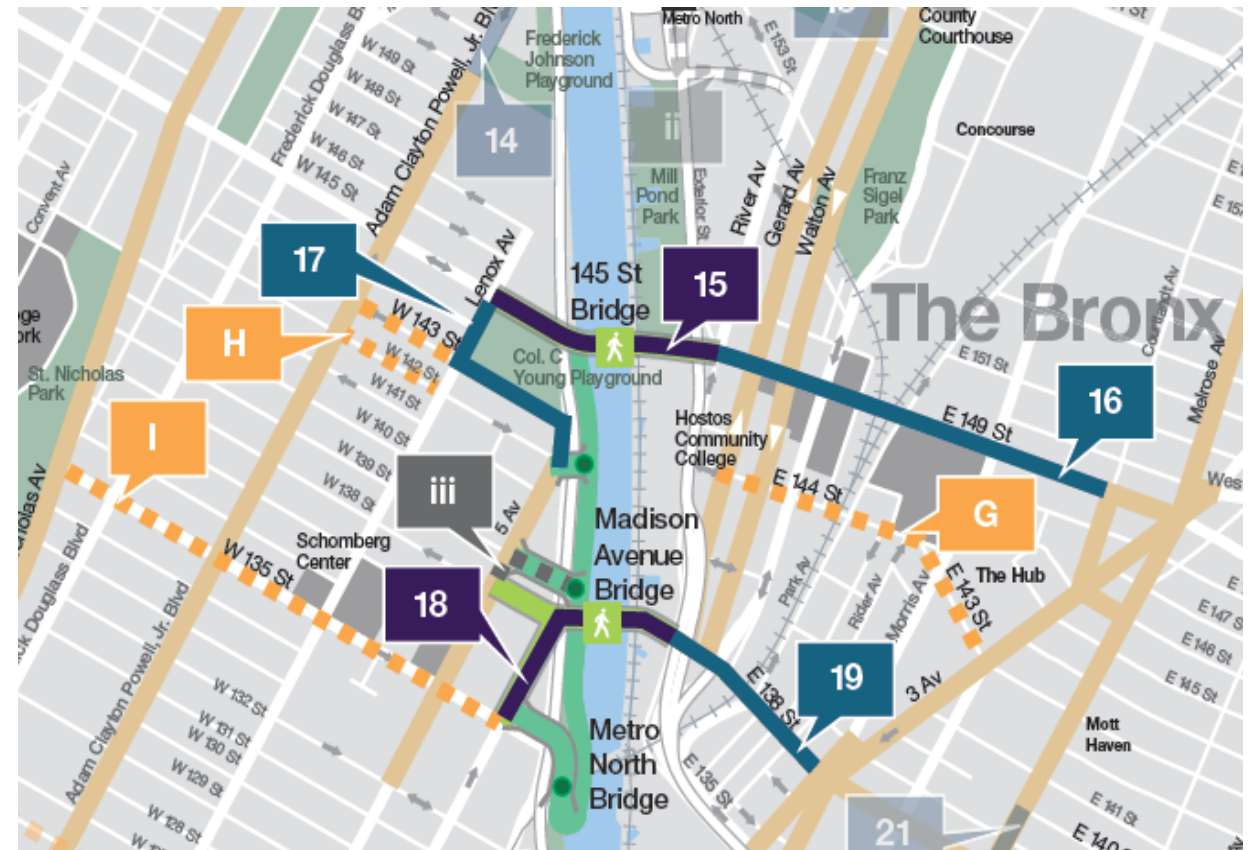 Metro North
County
Courthouse
E 153 St
Frederick
Johnson
Playground
Frederick Douglass B
Adam Clayton Powell, Jr. Bl
W 149 St
W 148 St
W 147 St
W 146 St
W 145 St
14
ii
Concourse
Convent Av
Mill
Pond
Park
Exterior St
River Av
Gerard Av
Walton Av
Franz
Sigel
Park
17
Lenox Av
145 St
Bridge
15
The Bronx
Courtlandt Av
Melrose Av
W 143 St
H
W 142 St
W 141 St
Col. C
Young Playground
E 151 St
St. Nicholas
Park
I
W 140 St
W 139 St
W 138 St
Hostos
Community
College
E 149 St
16
iii
5 Av
E 144 St
G
Madison
Avenue
Bridge
Schomberg
Center
W 135 St
18
Park Av
Rider Av
Morris Av
E 143 St
The Hub
E 147 St
E 146 St
E 145 St
Adam Clayton Powell, Jr. Blvd
W 132 St
W 131 St
W 130 St
W 129 St
W 128 St
19
E 138 St
3 Av
Mott
Haven
Metro
North
Bridge
E 135 St
21
E 141 St
E 140